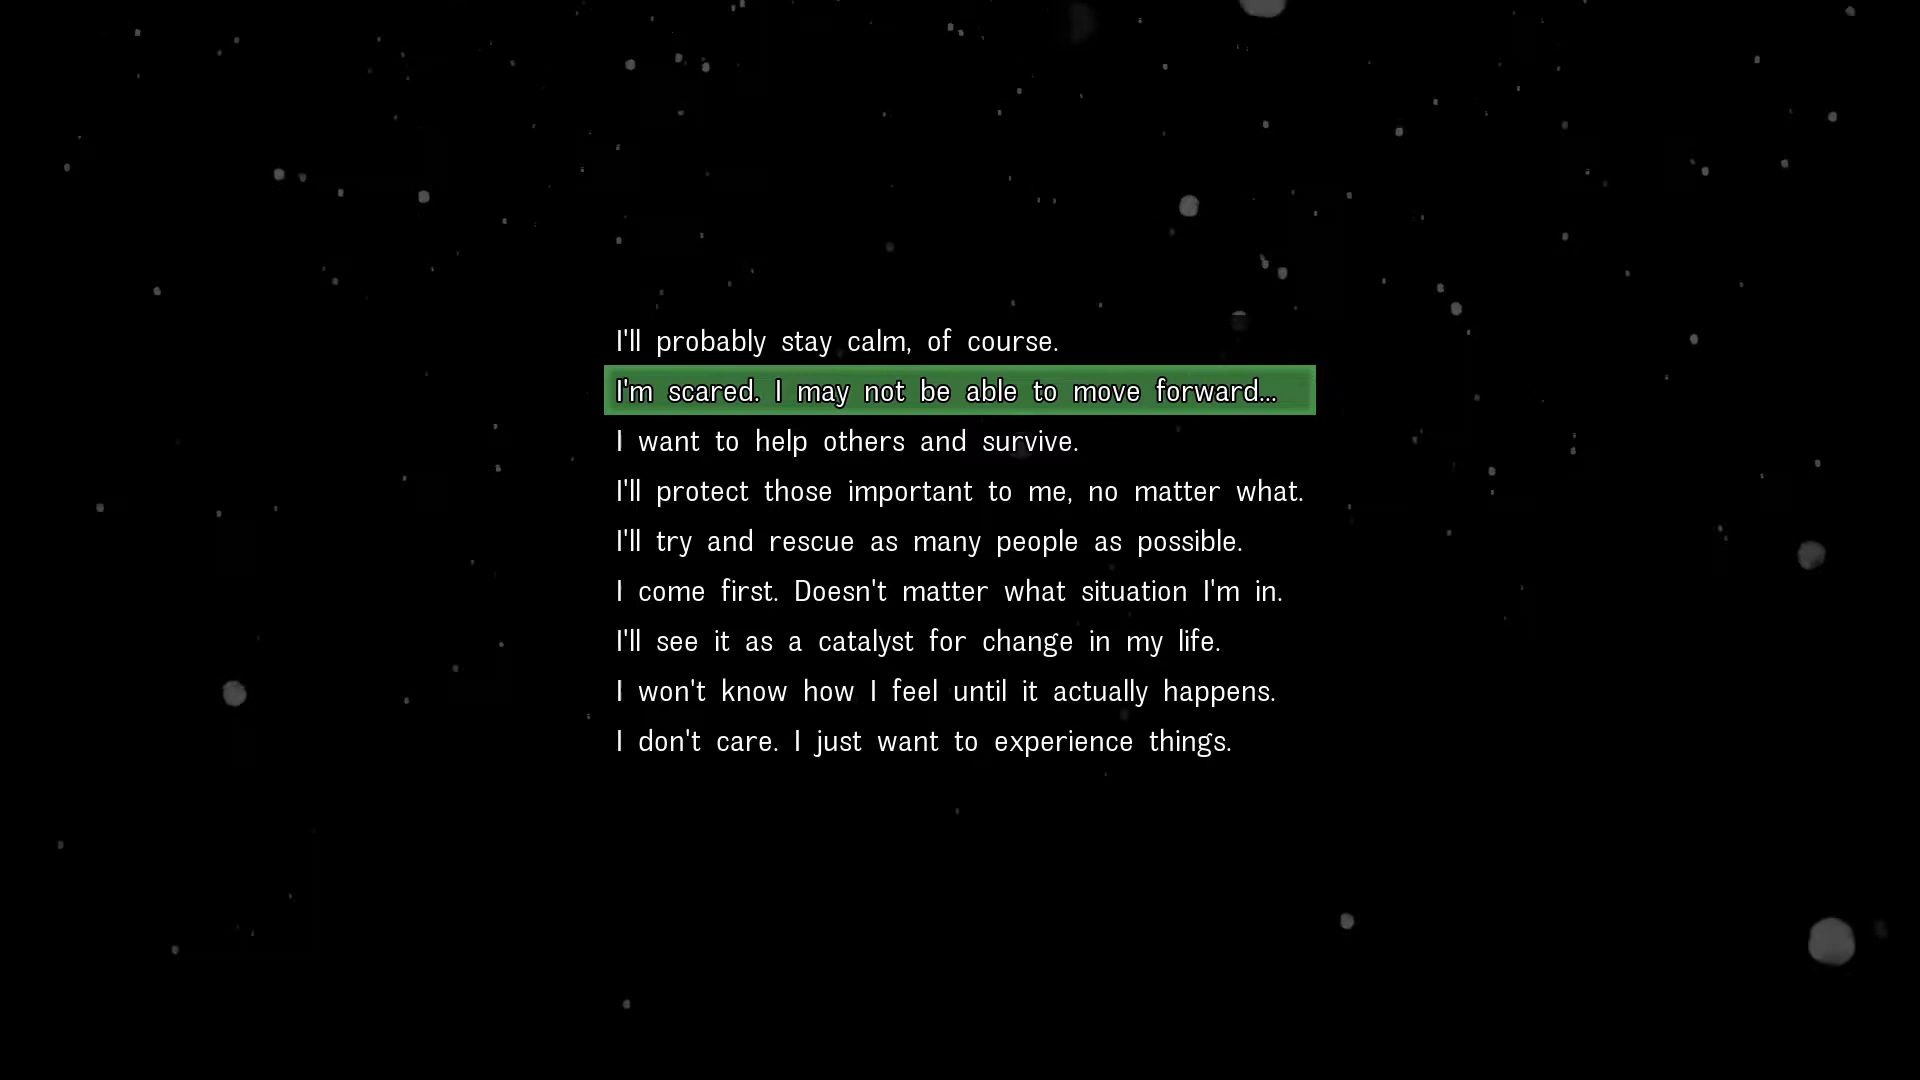 I'll probably stay calm, of course.
I'm scared. I may not be able to move forward...
I want to help others and survive.
I'll protect those important to me, no matter what.
I'll try and rescue as many people as possible.
I come first. Doesn't matter what situation I'm in.
I'll see it as a catalyst for change in my life.
I won't know how I feel until it actually happens.
I don't care. I just want to experience things.